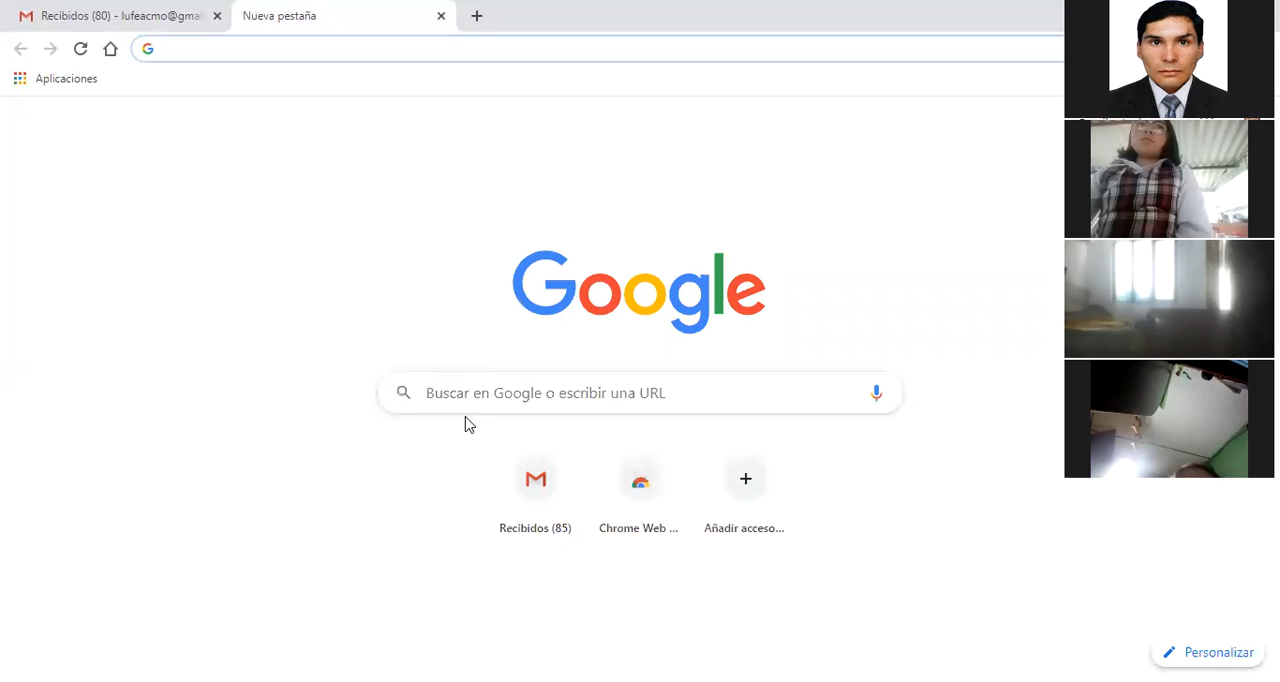 Recibidos (80) - lufeacmo@gma
Nueva pestaña
Aplicaciones
Google
Buscar en Google o escribir una URL
Recibidos (85)
Chrome Web ...
Añadir acceso...
Personalizar